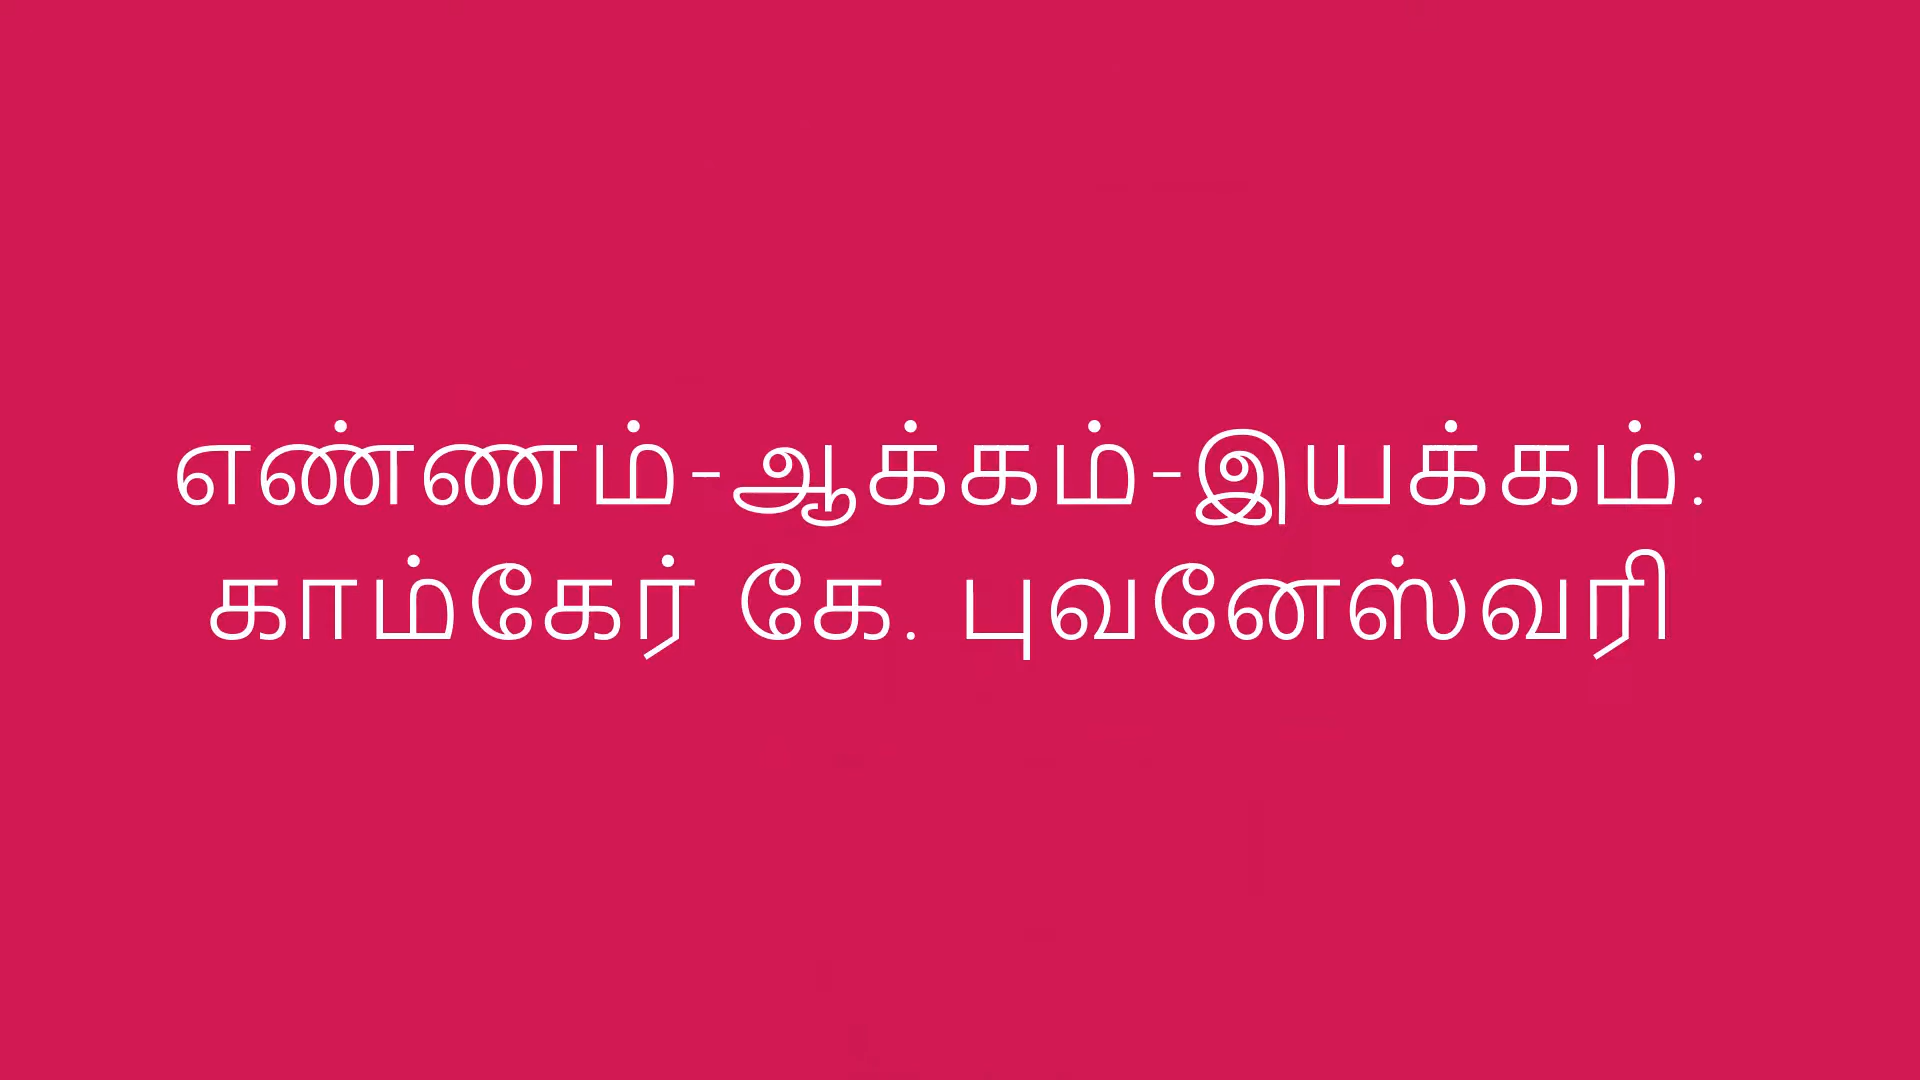 எண்ணம்-ஆக்கம்-இயக்கம்:
காம்கேர் கே. புவனேஸ்வரி